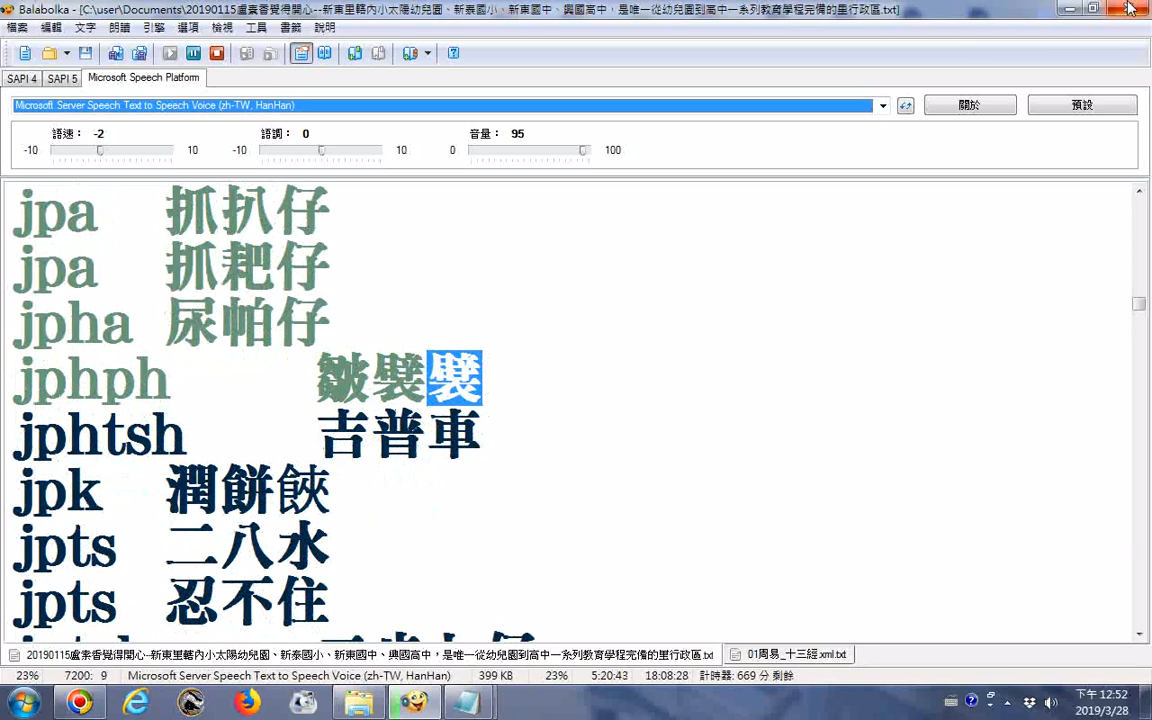 Balabolka - [C:\user\Documents\20190115盧素香覺得開心--新東里轄內小太陽幼兒園、新泰國小、新東國中、興國高中，是唯一從幼兒園到高中一系列教育學程完備的里行政區.txt]
檔案 編輯 文字 朗讀 引擎 選項 檢視 工具 書籤 說明
SAPI 4 SAPI 5 Microsoft Speech Platform
Microsoft Server Speech Text to Speech Voice (zh-TW, HanHan) 關於 預設
語速： -2 語調： 0 音量： 95
-10 10 -10 10 0 100
jpa 抓扒仔
jpa 抓耙仔
jpha 尿帕仔
jphph 皺襞襞
jphtsh 吉普車
jpk 潤餅餄
jpts 二八水
jpts 忍不住
20190115盧素香覺得開心--新東里轄內小太陽幼兒園、新泰國小、新東國中、興國高中，是唯一從幼兒園到高中一系列教育學程完備的里行政區.txt 01周易_十三經.xml.txt
23% 7200: 9 Microsoft Server Speech Text to Speech Voice (zh-TW, HanHan) 399 KB 23% 5:20:43 18:08:28 計時器: 669 分 剩餘
下午 12:52
2019/3/28